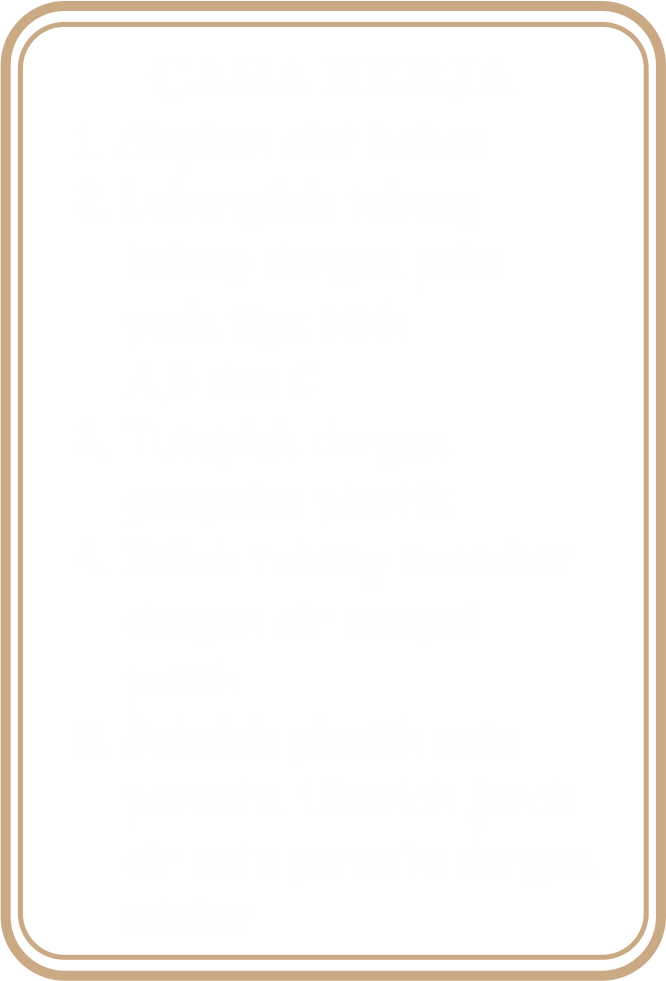 CARA KERJA
1. Siapkan alat bahan
2. Lubangilah tabung
kaleng dengan paku
pada tiga titik
A,B dan C
3. Tutuplah dengan
gumpalan plastik
4. Isilah tabung tersebut
dengan air sampai
penuh
5. Bukalah plastik satu
persatu. Ukurlah jarak
air satu persatu dengan
mistar